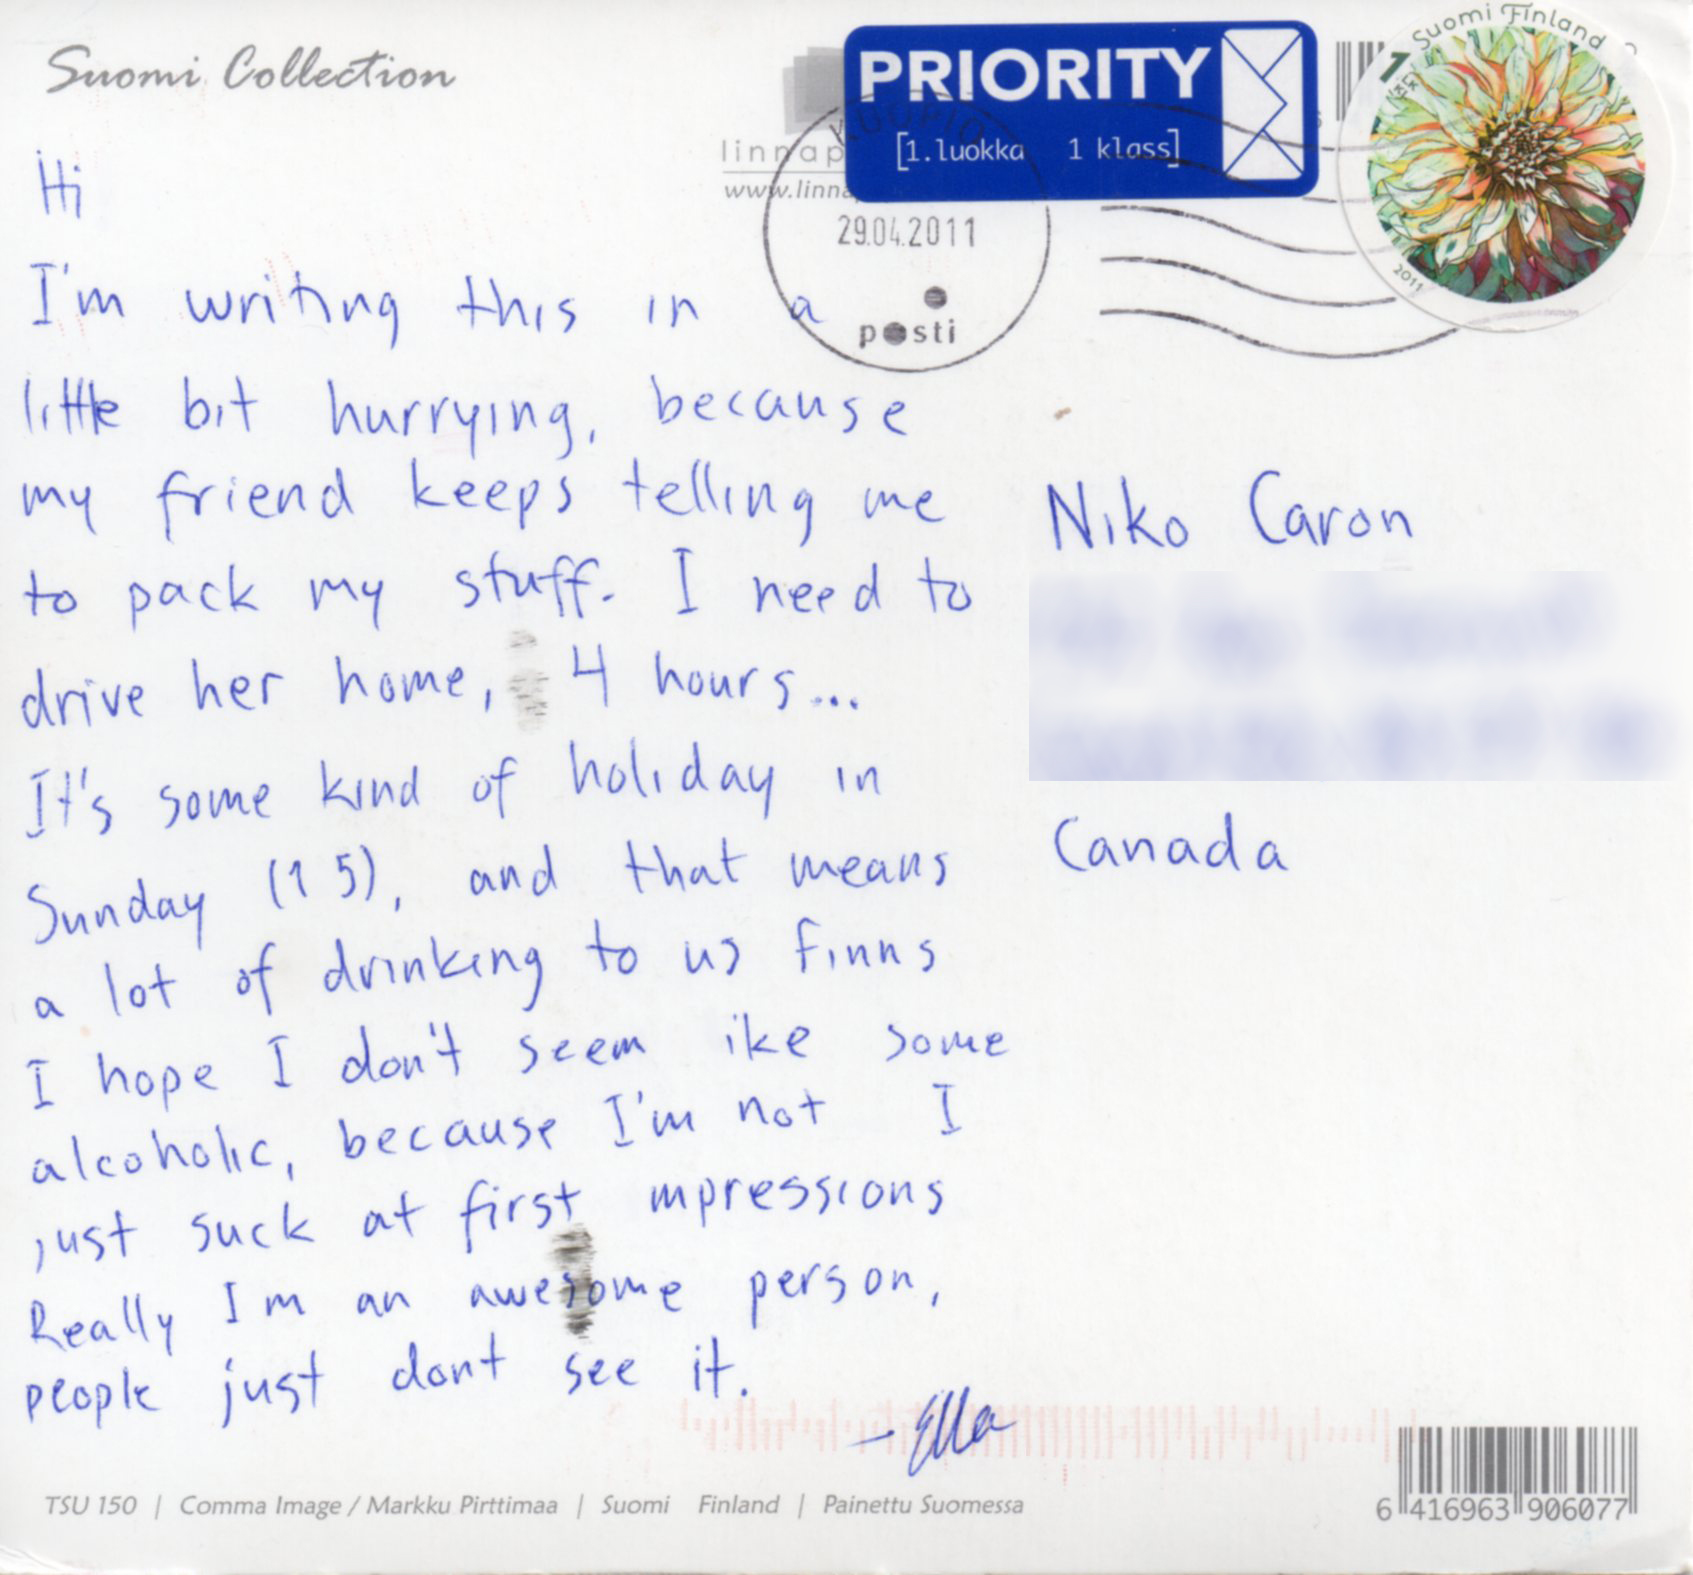 Suomi Collection
PRIORITY
[1.luokka 1 klass]
Suomi Finland
1
LK
KL
2011
linnap
www.linna
KUOPIO
29.04.2011
posti
Hi
I'm writing this in a
little bit hurrying, because
my friend keeps telling me
to pack my stuff. I need to
drive her home, 4 hours...
It's some kind of holiday in
Sunday (1 5), and that means
a lot of drinking to us finns
I hope I don't seem ike some
alcoholic, because I'm not I
just suck at first mpressions
Really I'm an awesome person,
people just dont see it.
- Ella
Niko Caron
Canada
TSU 150 | Comma Image / Markku Pirttimaa | Suomi Finland | Painettu Suomessa
6 416963 906077